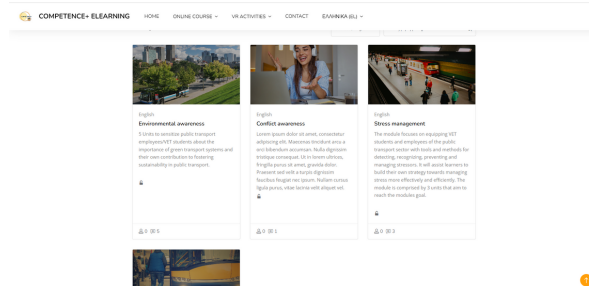 COMPETENCE+ ELEARNING
HOME
ONLINE COURSE
VR ACTIVITIES
CONTACT
ΕΛΛΗΝΙΚΆ (EL)
English
Environmental awareness
5 Units to sensitize public transport
employees/VET students about the
importance of green transport systems and
their own contribution to fostering
sustainability in public transport.
0
5
English
Conflict awareness
Lorem ipsum dolor sit amet, consectetur
adipiscing elit. Maecenas tincidunt arcu a
orci bibendum accumsan. Nulla dignissim
tristique consequat. Ut in lorem ultrices,
fringilla purus sit amet, gravida dolor.
Praesent sed velit a turpis dignissim
faucibus feugiat nec ipsum. Nullam cursus
ligula purus, vitae lacinia velit aliquet vel.
0
1
English
Stress management
The module focuses on equipping VET
students and employees of the public
transport sector with tools and methods for
detecting, recognising, preventing and
managing stressors. It will assist learners to
build their own strategy towards managing
stress more effectively and efficiently. The
module is comprised by 3 units that aim to
reach the modules goal.
0
3